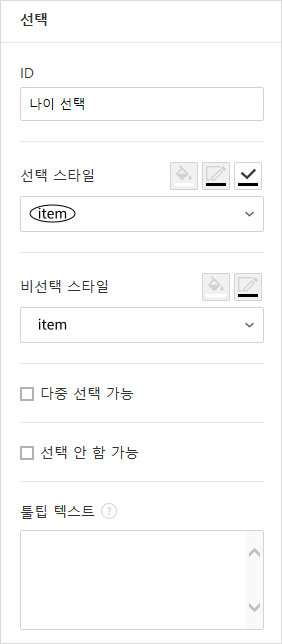 선택
ID
나이 선택
선택 스타일
item
비선택 스타일
item
다중 선택 가능
선택 안 함 가능
툴팁 텍스트 ?